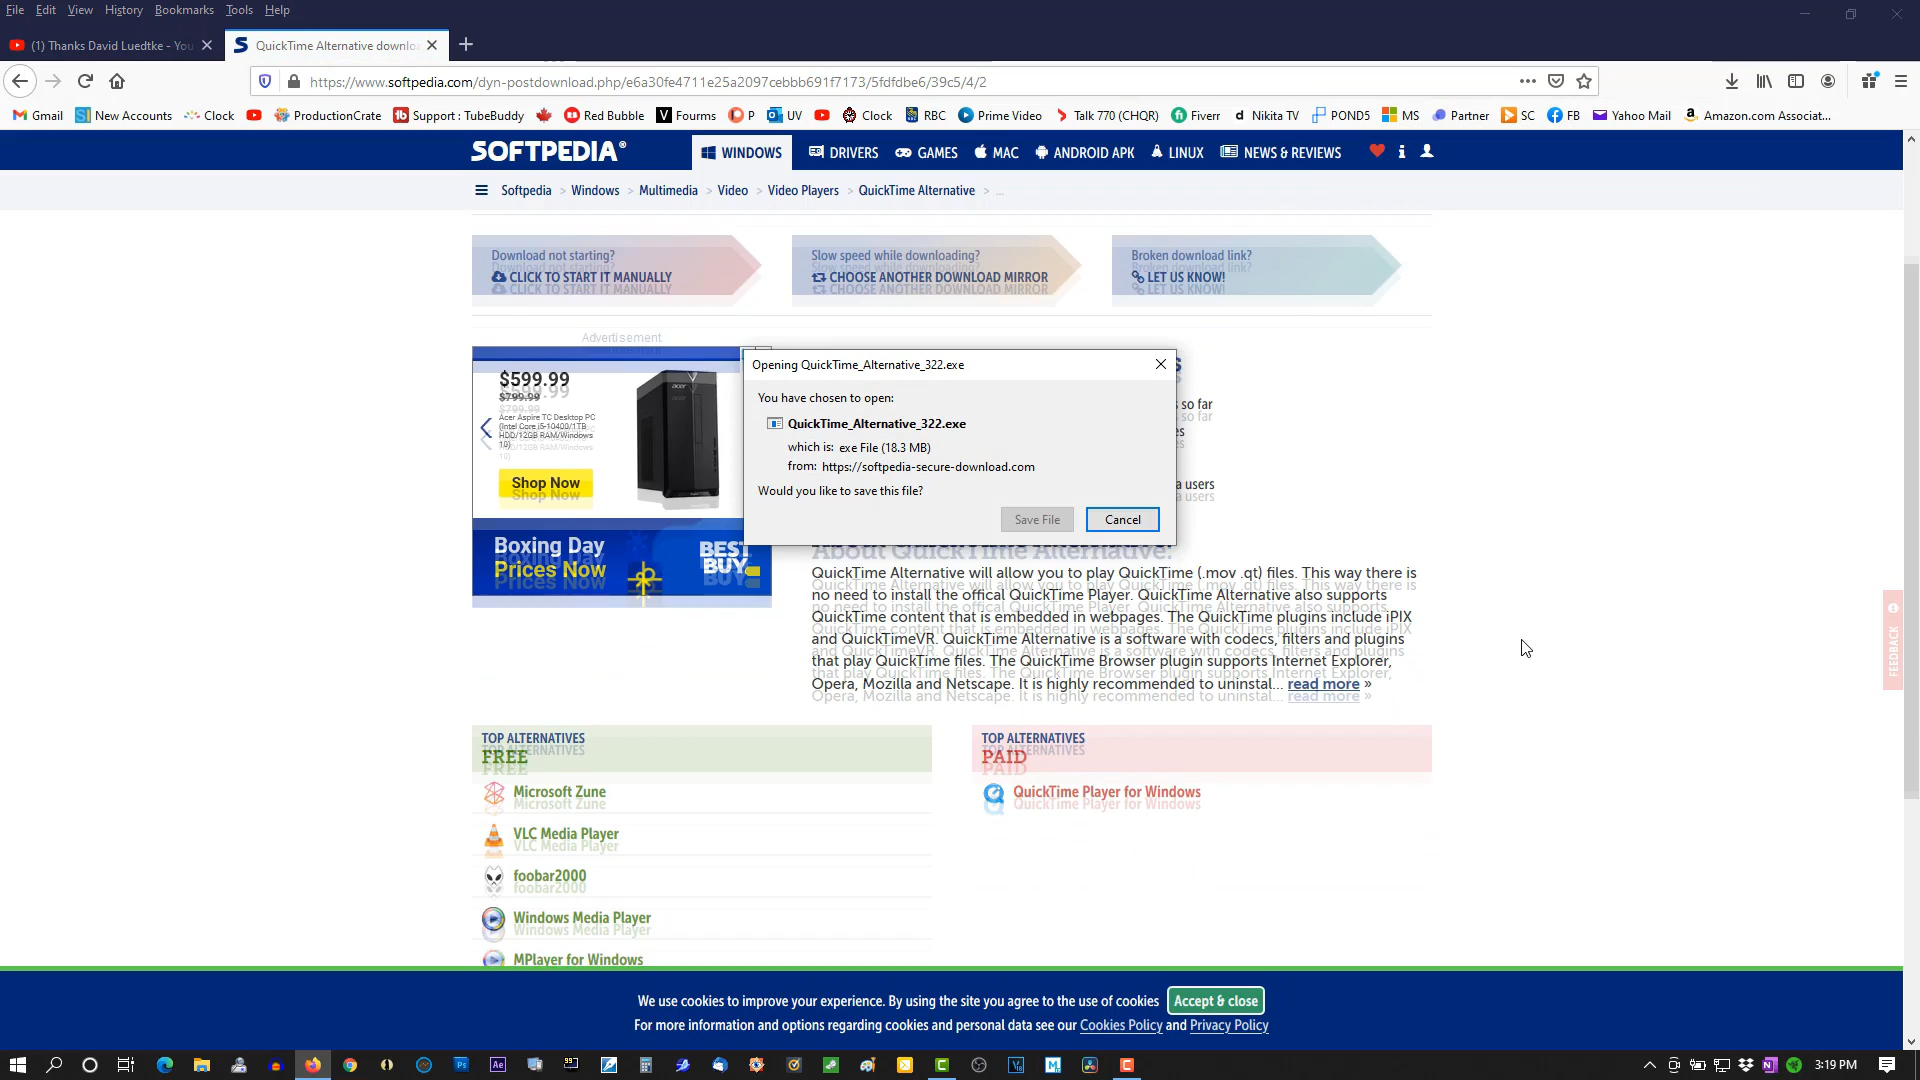 File Edit View History Bookmarks Tools Help
(1) Thanks David Luedtke - You
QuickTime Alternative downlo
https://www.softpedia.com/dyn-postdownload.php/e6a30fe4711e25a2097cebbb691f7173/5fdfdbe6/39c5/4/2
Gmail New Accounts Clock ProductionCrate Support : TubeBuddy Red Bubble Fourms P UV Clock RBC Prime Video Talk 770 (CHQR) Fiverr Nikita TV POND5 MS Partner SC FB Yahoo Mail Amazon.com Associat...
SOFTPEDIA® WINDOWS DRIVERS GAMES MAC ANDROID APK LINUX NEWS & REVIEWS
Softpedia > Windows > Multimedia > Video > Video Players > QuickTime Alternative > ...
Download not starting?
CLICK TO START IT MANUALLY
Slow speed while downloading?
CHOOSE ANOTHER DOWNLOAD MIRROR
Broken download link?
LET US KNOW!
Advertisement
$599.99
$799.99
Acer Aspire TC Desktop PC
(Intel Core i5-10400/1TB
HDD/12GB RAM/Windows
10)
Shop Now
acer
Boxing Day
Prices Now
BEST
BUY
Opening QuickTime_Alternative_322.exe
You have chosen to open:
QuickTime_Alternative_322.exe
which is: exe File (18.3 MB)
from: https://softpedia-secure-download.com
Would you like to save this file?
Save File Cancel
s so far
users
About QuickTime Alternative:
QuickTime Alternative will allow you to play QuickTime (.mov .qt) files. This way there is
no need to install the offical QuickTime Player. QuickTime Alternative also supports
QuickTime content that is embedded in webpages. The QuickTime plugins include iPIX
and QuickTimeVR. QuickTime Alternative is a software with codecs, filters and plugins
that play QuickTime files. The QuickTime Browser plugin supports Internet Explorer,
Opera, Mozilla and Netscape. It is highly recommended to uninstal... read more »
TOP ALTERNATIVES
FREE
Microsoft Zune
VLC Media Player
foobar2000
Windows Media Player
MPlayer for Windows
TOP ALTERNATIVES
PAID
QuickTime Player for Windows
FEEDBACK
We use cookies to improve your experience. By using the site you agree to the use of cookies Accept & close
For more information and options regarding cookies and personal data see our Cookies Policy and Privacy Policy
3:19 PM